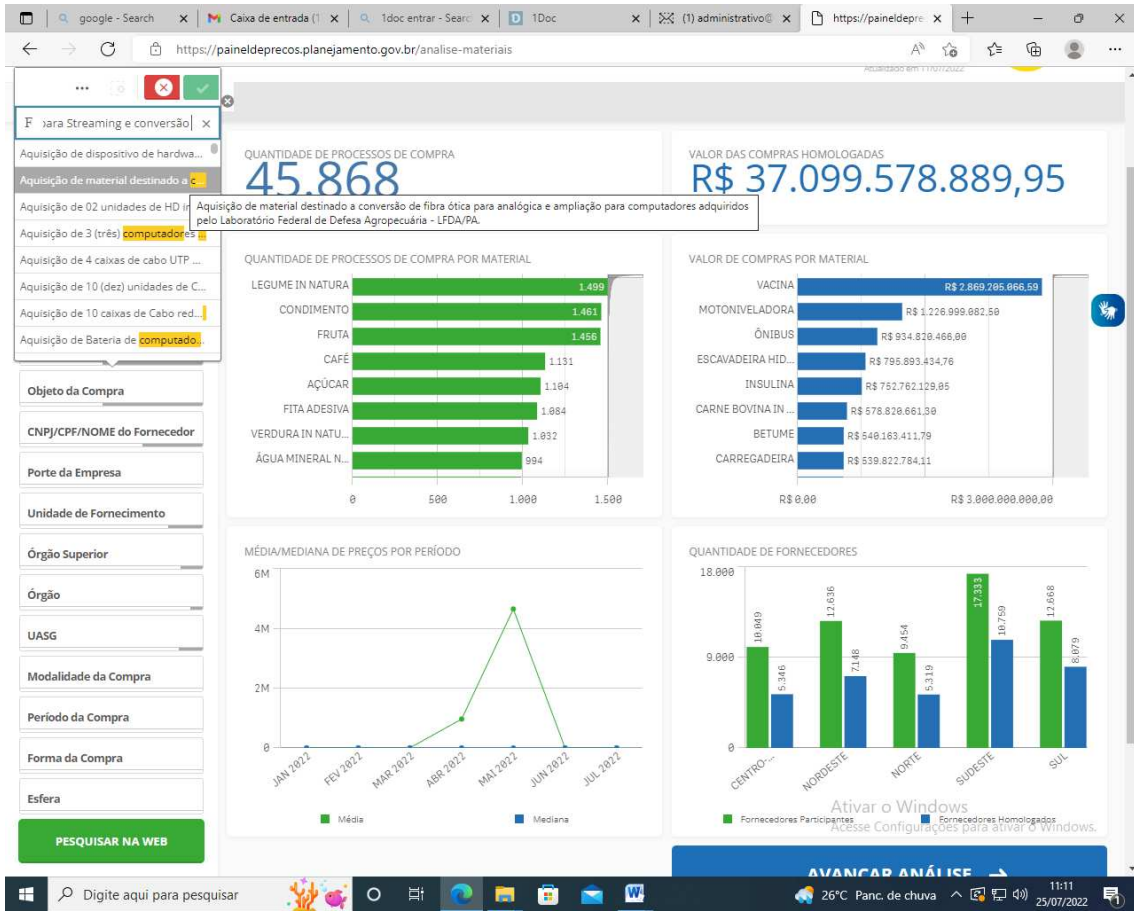 google - Search
Caixa de entrada (1
1doc entrar - Searc
1Doc
(1) administrativo@
https://paineldepre
https://paineldeprecos.planejamento.gov.br/analise-materiais
Atualizado em 11/07/2022
F para Streaming e conversão
Aquisição de dispositivo de hardwa...
Aquisição de material destinado a c...
Aquisição de 02 unidades de HD in
Aquisição de 3 (três) computadores ...
Aquisição de 4 caixas de cabo UTP ...
Aquisição de 10 (dez) unidades de C...
Aquisição de 10 caixas de Cabo red...
Aquisição de Bateria de computado...
Aquisição de material destinado a conversão de fibra ótica para analógica e ampliação para computadores adquiridos
pelo Laboratório Federal de Defesa Agropecuária - LFDA/PA.
Objeto da Compra
CNPJ/CPF/NOME do Fornecedor
Porte da Empresa
Unidade de Fornecimento
Órgão Superior
Órgão
UASG
Modalidade da Compra
Período da Compra
Forma da Compra
Esfera
PESQUISAR NA WEB
QUANTIDADE DE PROCESSOS DE COMPRA
45.868
VALOR DAS COMPRAS HOMOLOGADAS
R$ 37.099.578.889,95
QUANTIDADE DE PROCESSOS DE COMPRA POR MATERIAL
LEGUME IN NATURA 1.499
CONDIMENTO 1.461
FRUTA 1.456
CAFÉ 1.131
AÇÚCAR 1.104
FITA ADESIVA 1.084
VERDURA IN NATU... 1.032
ÁGUA MINERAL N... 994
0 500 1.000 1.500
VALOR DE COMPRAS POR MATERIAL
VACINA R$ 2.869.205.066,59
MOTONIVELADORA R$ 1.226.999.082,50
ÔNIBUS R$ 934.820.466,00
ESCAVADEIRA HID... R$ 795.893.434,76
INSULINA R$ 752.762.129,05
CARNE BOVINA IN ... R$ 578.820.661,30
BETUME R$ 540.163.411,79
CARREGADEIRA R$ 539.822.784,11
R$ 0,00 R$ 3.000.000.000,00
MÉDIA/MEDIANA DE PREÇOS POR PERÍODO
6M
4M
2M
0
JAN 2022 FEV 2022 MAR 2022 ABR 2022 MAI 2022 JUN 2022 JUL 2022
Média Mediana
QUANTIDADE DE FORNECEDORES
18.000
9.000
0
10.049 5.346 12.636 7.148 9.454 5.319 17.333 10.759 12.668 8.079
CENTRO-... NORDESTE NORTE SUDESTE SUL
Fornecedores Participantes Fornecedores Homologados
Ativar o Windows
Acesse Configurações para ativar o Windows.
AVANÇAR ANÁLISE →
Digite aqui para pesquisar
26°C Panc. de chuva
11:11
25/07/2022